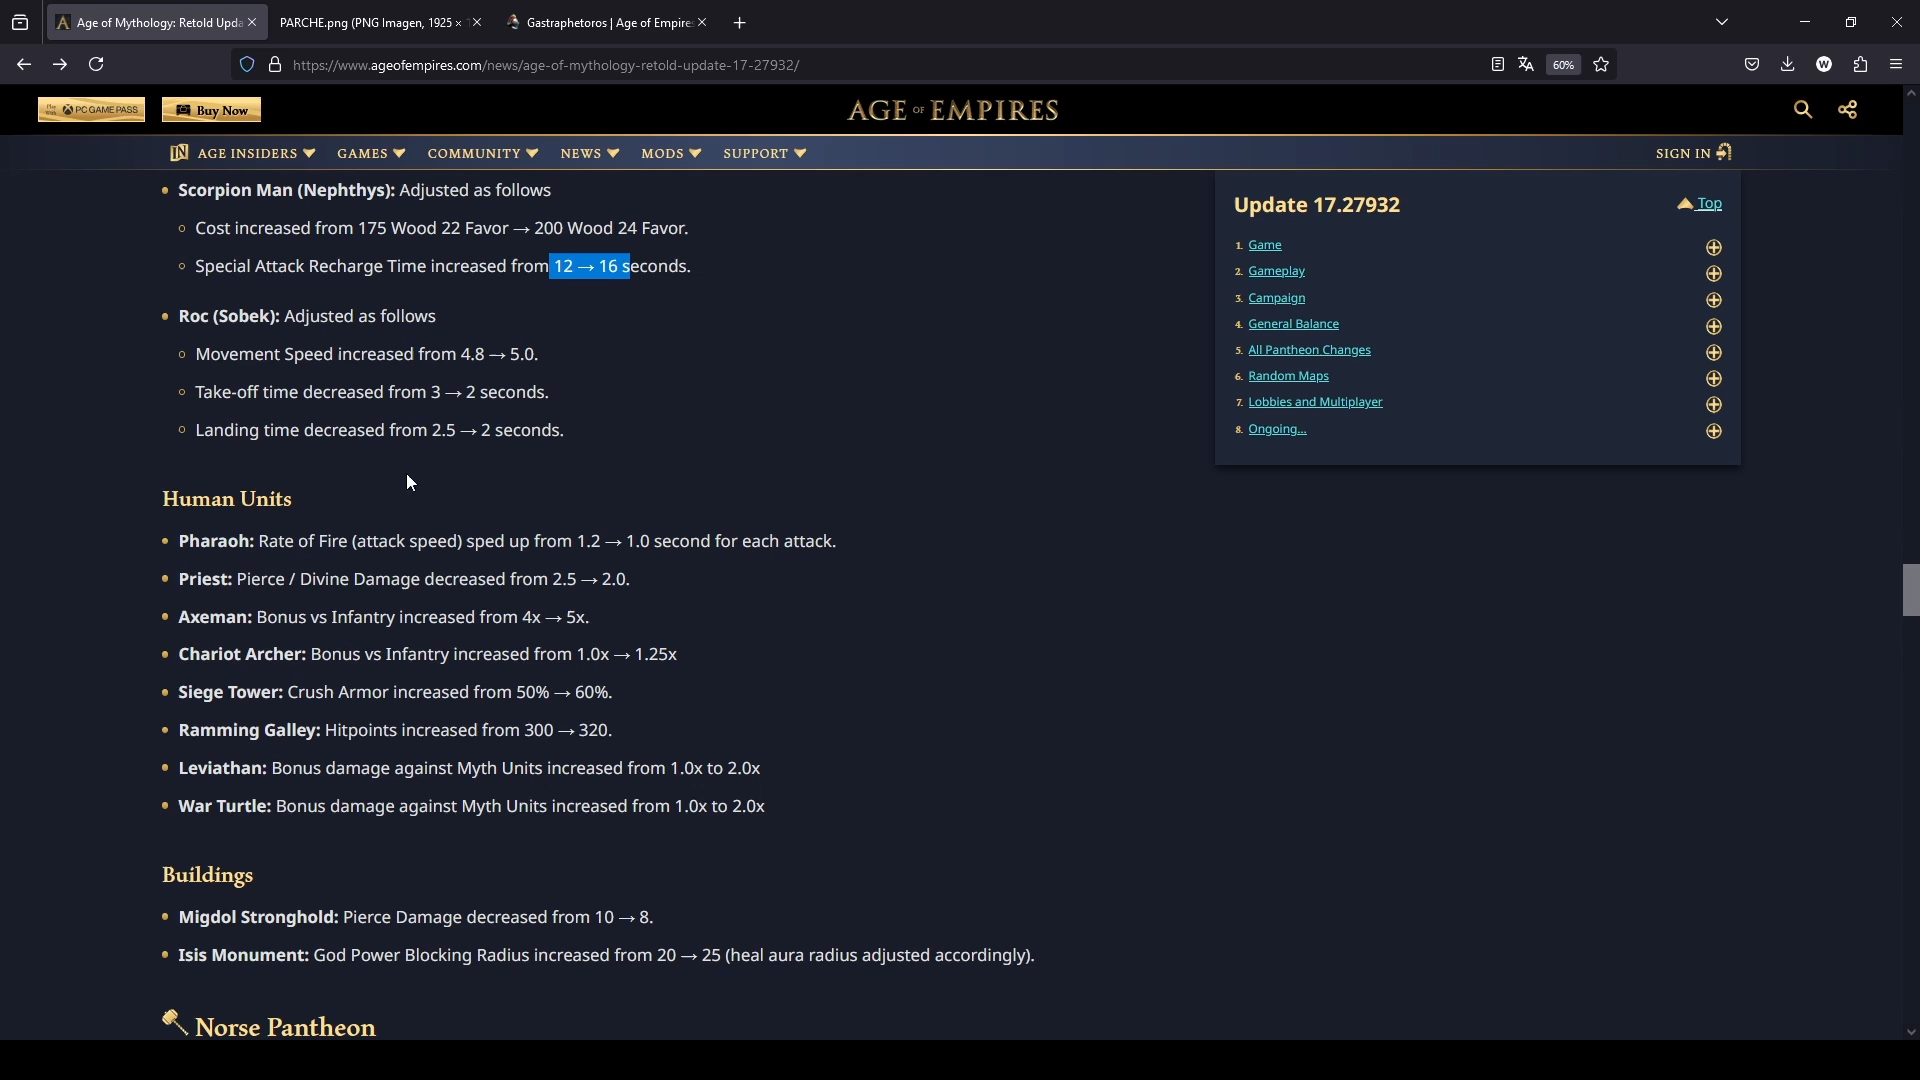 Age of Mythology: Retold Upda
PARCHE.png (PNG Imagen, 1925 ×
Gastraphetoros | Age of Empire
https://www.ageofempires.com/news/age-of-mythology-retold-update-17-27932/
60%
W
Play With PC GAME PASS
Buy Now
AGE OF EMPIRES
IN AGE INSIDERS
GAMES
COMMUNITY
NEWS
MODS
SUPPORT
SIGN IN
• Scorpion Man (Nephthys): Adjusted as follows
Cost increased from 175 Wood 22 Favor → 200 Wood 24 Favor.
Special Attack Recharge Time increased from 12 → 16 seconds.
• Roc (Sobek): Adjusted as follows
Movement Speed increased from 4.8 → 5.0.
Take-off time decreased from 3 → 2 seconds.
Landing time decreased from 2.5 → 2 seconds.
Human Units
• Pharaoh: Rate of Fire (attack speed) sped up from 1.2 → 1.0 second for each attack.
• Priest: Pierce / Divine Damage decreased from 2.5 → 2.0.
• Axeman: Bonus vs Infantry increased from 4x → 5x.
• Chariot Archer: Bonus vs Infantry increased from 1.0x → 1.25x
• Siege Tower: Crush Armor increased from 50% → 60%.
• Ramming Galley: Hitpoints increased from 300 → 320.
• Leviathan: Bonus damage against Myth Units increased from 1.0x to 2.0x
• War Turtle: Bonus damage against Myth Units increased from 1.0x to 2.0x
Buildings
• Migdol Stronghold: Pierce Damage decreased from 10 → 8.
• Isis Monument: God Power Blocking Radius increased from 20 → 25 (heal aura radius adjusted accordingly).
Norse Pantheon
Update 17.27932
Top
1. Game
2. Gameplay
3. Campaign
4. General Balance
5. All Pantheon Changes
6. Random Maps
7. Lobbies and Multiplayer
8. Ongoing...